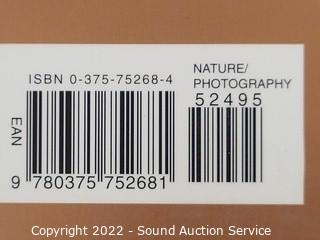 ISBN 0-375-75268-4
NATURE/
PHOTOGRAPHY
52495
EAN
9 780375 752681
Copyright 2022 - Sound Auction Service